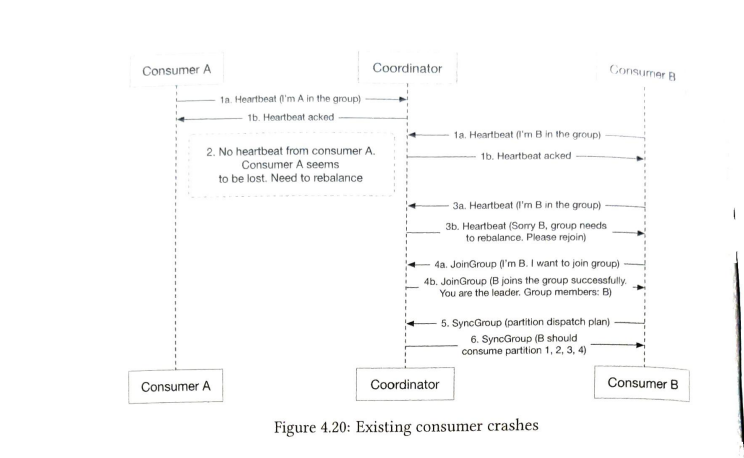 Consumer A
Coordinator
Consumer B
1a. Heartbeat (I'm A in the group)
1b. Heartbeat acked
1a. Heartbeat (I'm B in the group)
1b. Heartbeat acked
2. No heartbeat from consumer A.
Consumer A seems
to be lost. Need to rebalance
3a. Heartbeat (I'm B in the group)
3b. Heartbeat (Sorry B, group needs
to rebalance. Please rejoin)
4a. JoinGroup (I'm B. I want to join group)
4b. JoinGroup (B joins the group successfully.
You are the leader. Group members: B)
5. SyncGroup (partition dispatch plan)
6. SyncGroup (B should
consume partition 1, 2, 3, 4)
Consumer A
Coordinator
Consumer B
Figure 4.20: Existing consumer crashes